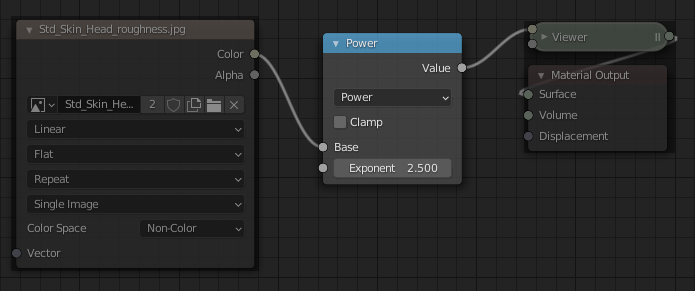 Std_Skin_Head_roughness.jpg
Color
Alpha
Std_Skin_He... 2
Linear
Flat
Repeat
Single Image
Color Space Non-Color
Vector
Power
Value
Power
Clamp
Base
Exponent 2.500
Viewer
Material Output
Surface
Volume
Displacement